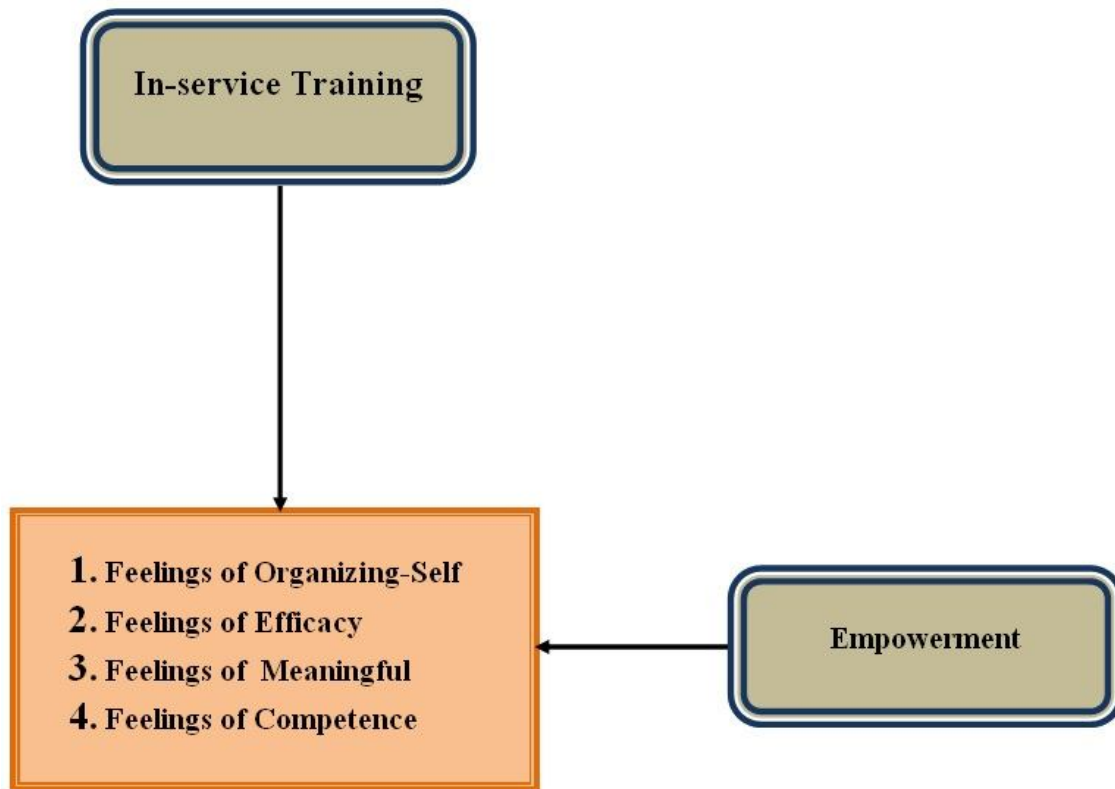 In-service Training
1. Feelings of Organizing-Self
2. Feelings of Efficacy
3. Feelings of Meaningful
4. Feelings of Competence
Empowerment